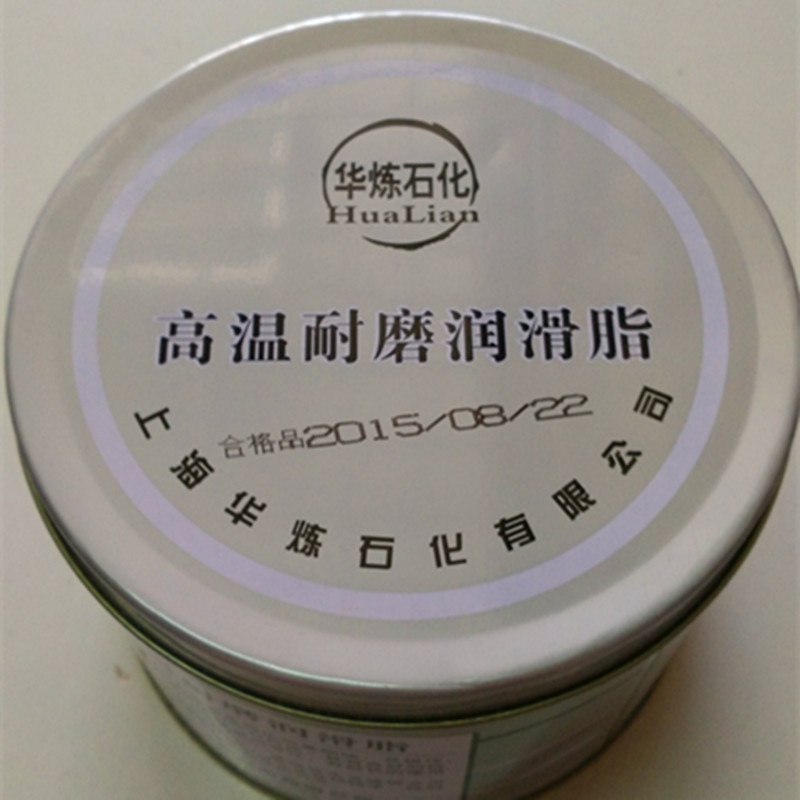 华炼石化
HuaLian
高温耐磨润滑脂
合格品2015/08/22
上海华炼石化有限公司